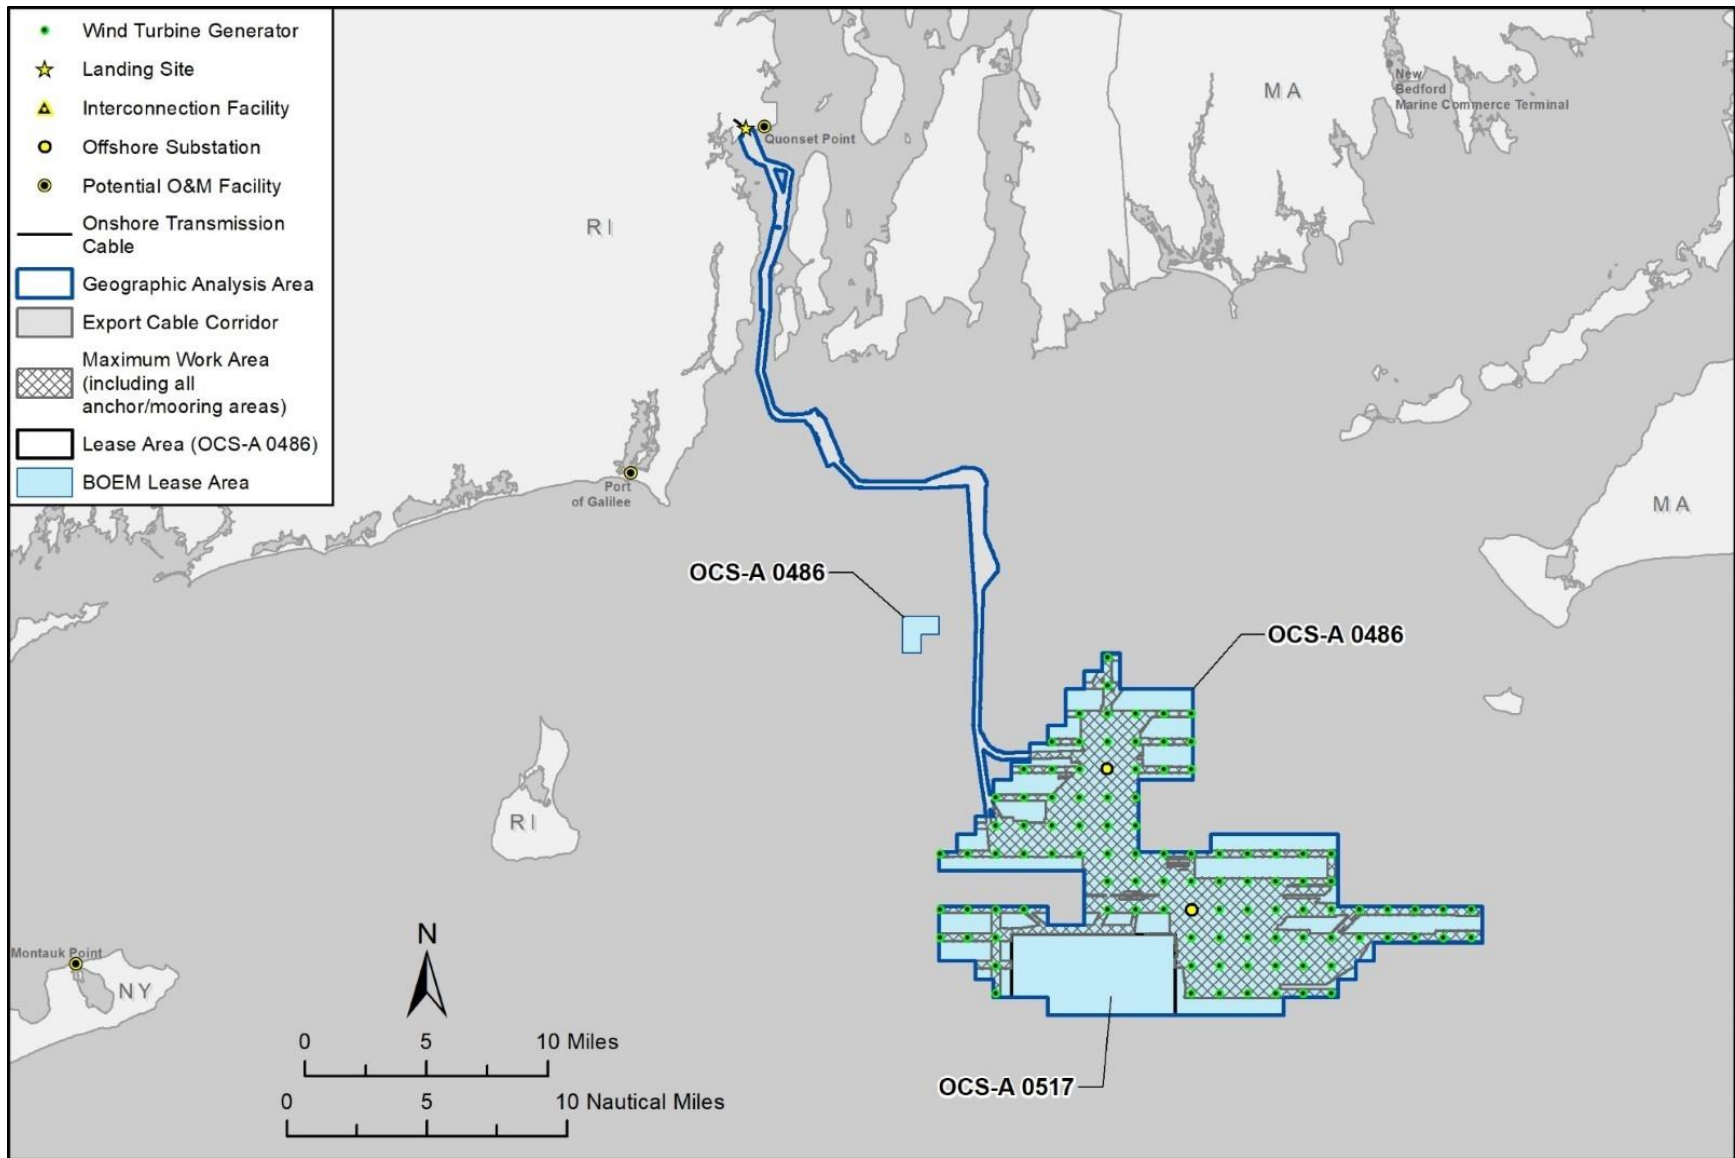 Wind Turbine Generator
Landing Site
Interconnection Facility
Offshore Substation
Potential O&M Facility
Onshore Transmission
Cable
Geographic Analysis Area
Export Cable Corridor
Maximum Work Area
(including all
anchor/mooring areas)
Lease Area (OCS-A 0486)
BOEM Lease Area
New
Bedford
Marine Commerce Terminal
MA
Quonset Point
RI
Port
of Galilee
MA
OCS-A 0486
OCS-A 0486
RI
Montauk Point
NY
N
0 5 10 Miles
0 5 10 Nautical Miles
OCS-A 0517